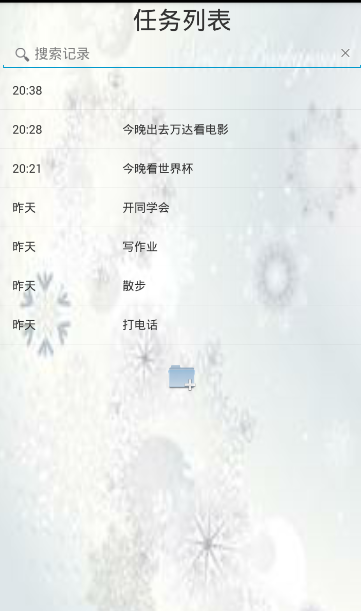 任务列表
搜索记录
20:38
20:28 今晚出去万达看电影
20:21 今晚看世界杯
昨天 开同学会
昨天 写作业
昨天 散步
昨天 打电话